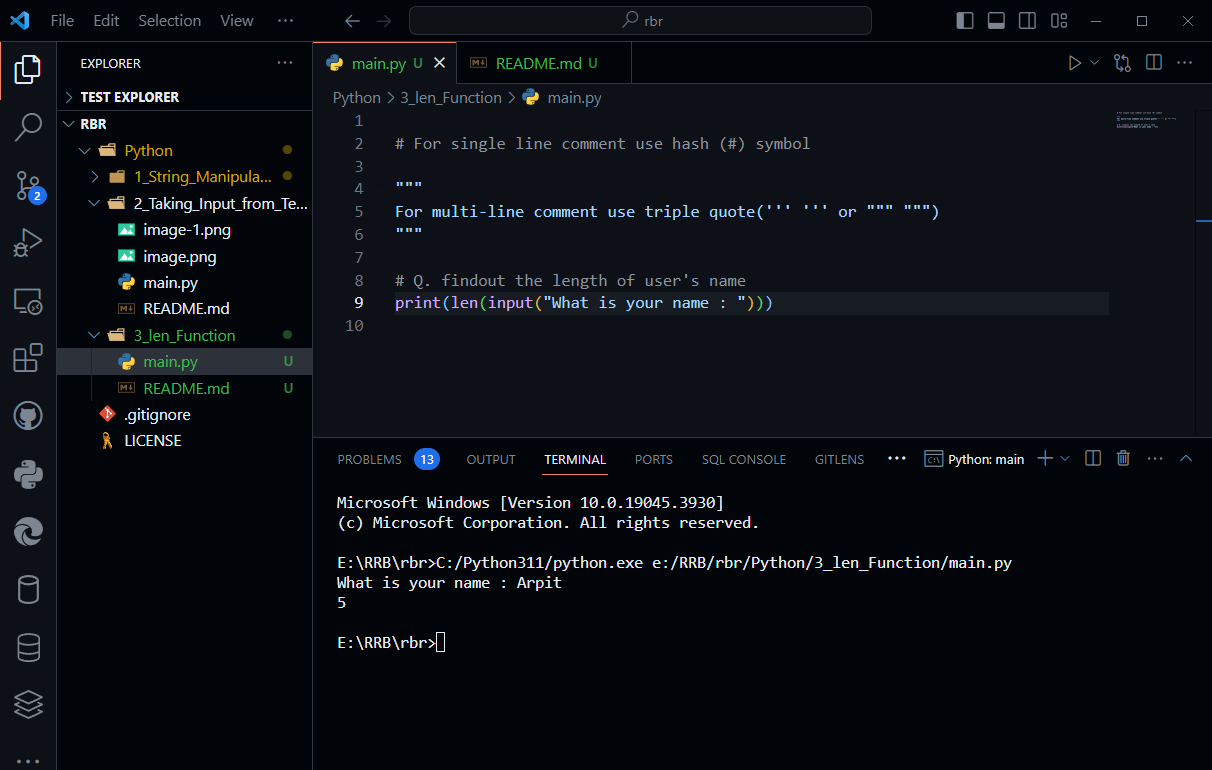 File Edit Selection View ··· rbr
EXPLORER ···
TEST EXPLORER
RBR
Python
1_String_Manipula...
2_Taking_Input_from_Te...
image-1.png
image.png
main.py
README.md
3_len_Function
main.py U
README.md U
.gitignore
LICENSE
2
main.py U README.md U
Python > 3_len_Function > main.py
1
2 # For single line comment use hash (#) symbol
3
4 """
5 For multi-line comment use triple quote(''' ''' or """ """)
6 """
7
8 # Q. findout the length of user's name
9 print(len(input("What is your name : ")))
10
PROBLEMS 13 OUTPUT TERMINAL PORTS SQL CONSOLE GITLENS ··· Python: main
Microsoft Windows [Version 10.0.19045.3930]
(c) Microsoft Corporation. All rights reserved.
E:\RRB\rbr>C:/Python311/python.exe e:/RRB/rbr/Python/3_len_Function/main.py
What is your name : Arpit
5
E:\RRB\rbr>